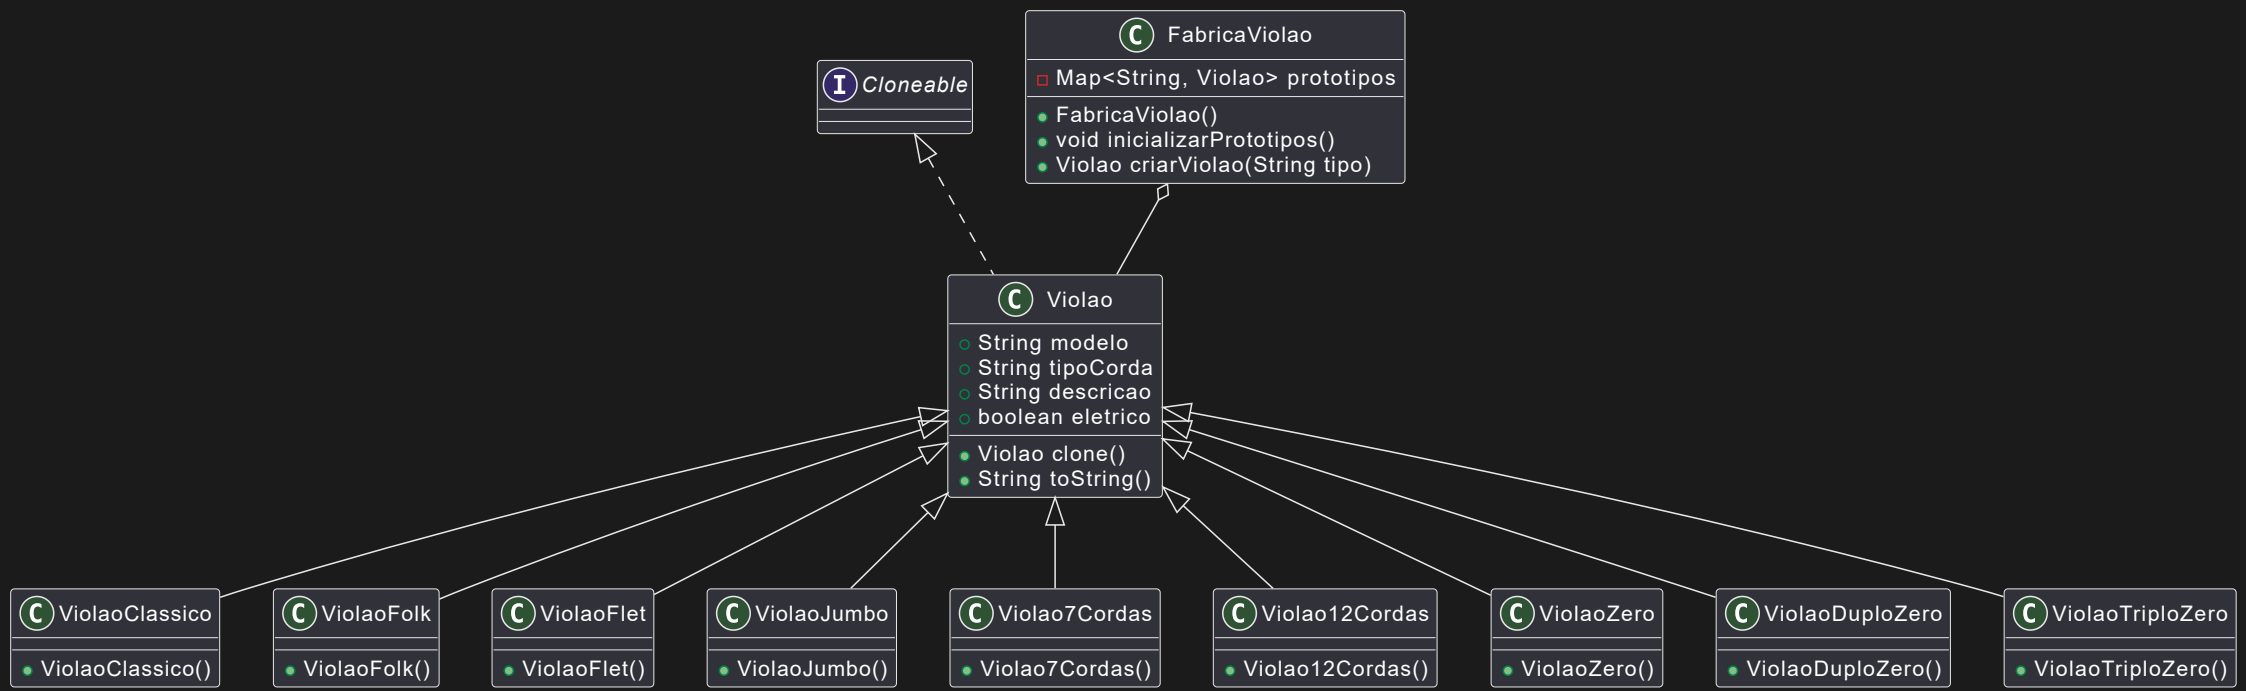 C FabricaViolao
Map<String, Violao> prototipos
FabricaViolao()
void inicializarPrototipos()
Violao criarViolao(String tipo)
I Cloneable
C Violao
String modelo
String tipoCorda
String descricao
boolean eletrico
Violao clone()
String toString()
C ViolaoClassico
ViolaoClassico()
C ViolaoFolk
ViolaoFolk()
C ViolaoFlet
ViolaoFlet()
C ViolaoJumbo
ViolaoJumbo()
C Violao7Cordas
Violao7Cordas()
C Violao12Cordas
Violao12Cordas()
C ViolaoZero
ViolaoZero()
C ViolaoDuploZero
ViolaoDuploZero()
C ViolaoTriploZero
ViolaoTriploZero()